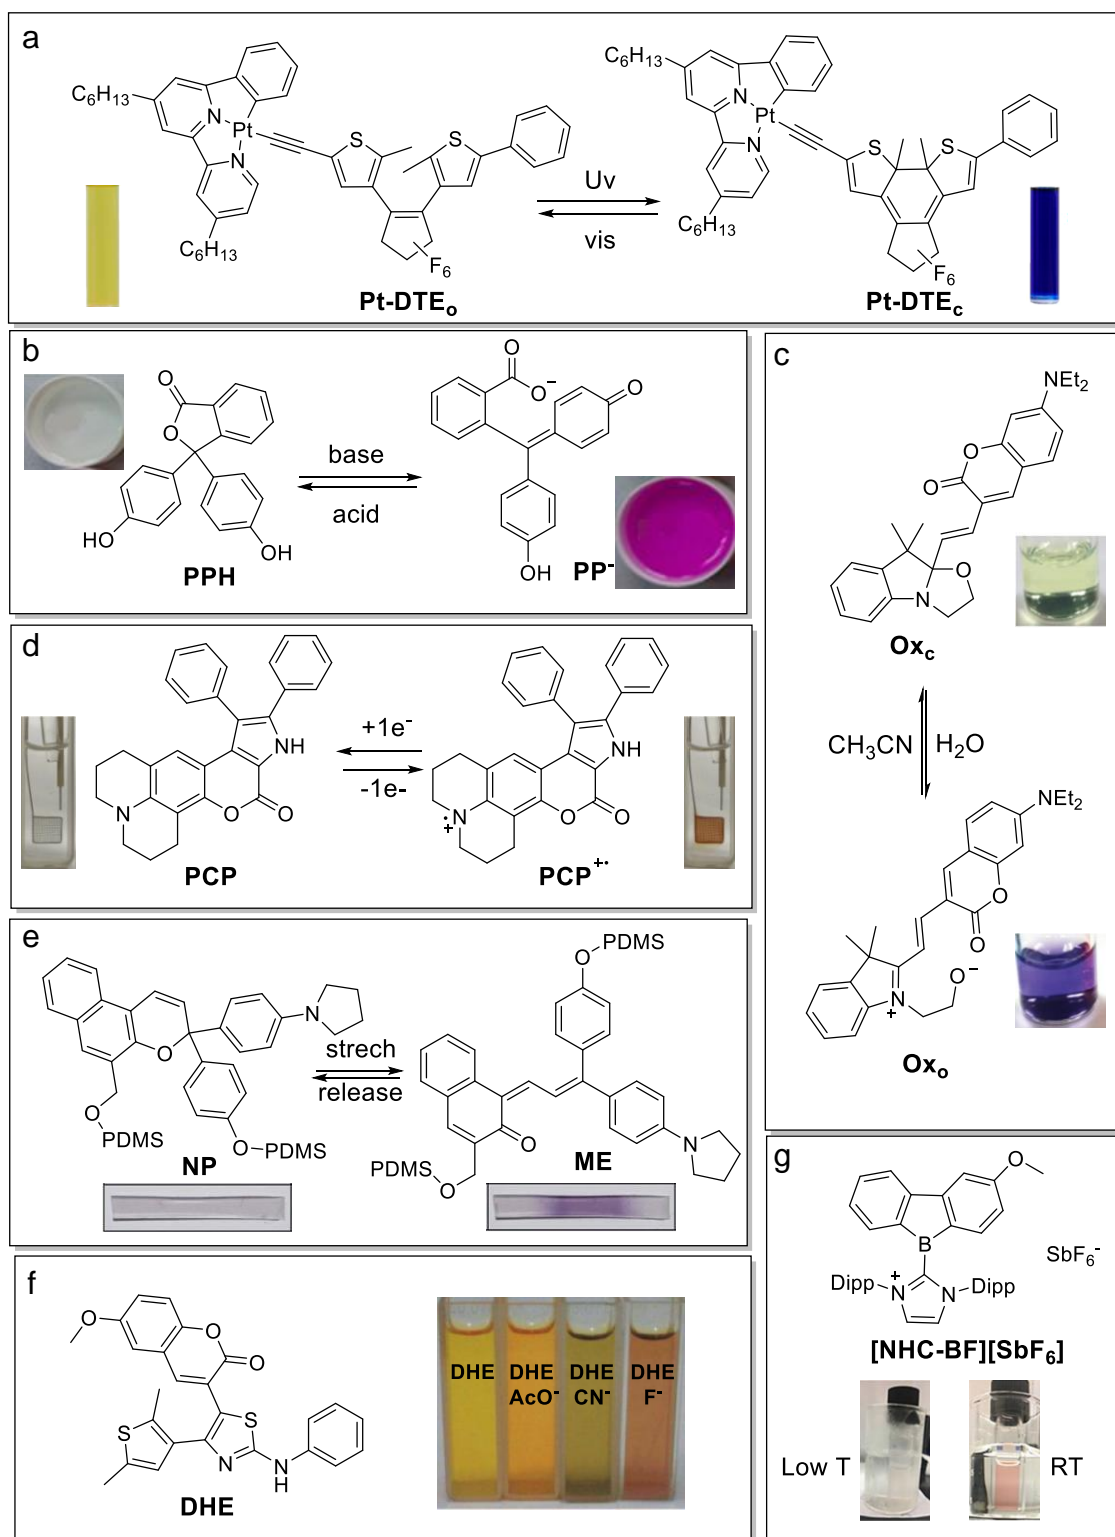 a
C6H13
N
Pt
N
C6H13
S
S
F6
Pt-DTEo
Uv
vis
C6H13
N
Pt
N
C6H13
S
S
F6
Pt-DTEc
b
O
O
HO
OH
PPH
base
acid
O
O−
O
OH
PP-
c
NEt2
O
O
O
N
Oxc
CH3CN
H2O
NEt2
O
O
O−
N
+
Oxo
d
NH
N
O
O
PCP
+1e-
-1e-
NH
N
+
O
O
PCP+•
e
N
O
O
PDMS
O
PDMS
NP
strech
release
PDMS
O
O
N
PDMS
O
ME
f
O
O
O
S
S
N
N
H
DHE
DHE
DHE
AcO-
DHE
CN-
DHE
F-
g
O
B
SbF6-
Dipp
+
N
N
Dipp
[NHC-BF][SbF6]
Low T
RT